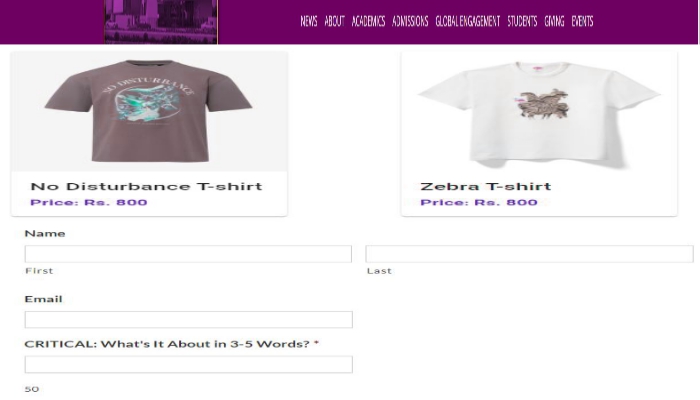 NEWS ABOUT ACADEMICS ADMISSIONS GLOBAL ENGAGEMENT STUDENTS GIVING EVENTS
NO DISTURBANCE
No Disturbance T-shirt
Price: Rs. 800
Zebra T-shirt
Price: Rs. 800
Name
First
Last
Email
CRITICAL: What's It About in 3-5 Words? *
50